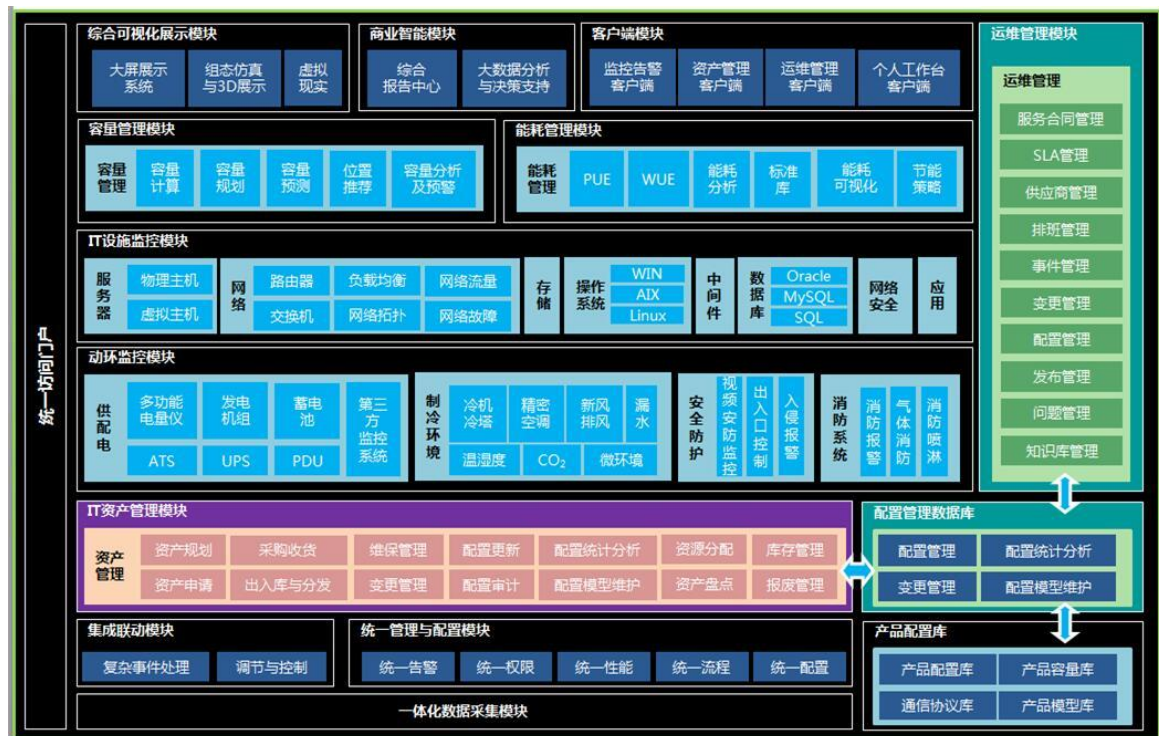 统一访问门户
综合可视化展示模块
大屏展示
系统
组态仿真
与3D展示
虚拟
现实
商业智能模块
综合
报告中心
大数据分析
与决策支持
客户端模块
监控告警
客户端
资产管理
客户端
运维管理
客户端
个人工作台
客户端
容量管理模块
容量
管理
容量
计算
容量
规划
容量
预测
位置
推荐
容量分析
及预警
能耗管理模块
能耗
管理
PUE
WUE
能耗
分析
标准
库
能耗
可视化
节能
策略
IT设施监控模块
服务器
物理主机
虚拟主机
网络
路由器
负载均衡
网络流量
交换机
网络拓扑
网络故障
存储
操作
系统
WIN
AIX
Linux
中间件
数据库
Oracle
MySQL
SQL
网络
安全
应用
动环监控模块
供配电
多功能
电量仪
发电
机组
蓄电
池
第三
方
监控
系统
ATS
UPS
PDU
制冷环境
冷机
冷塔
精密
空调
新风
排风
漏
水
温湿度
CO₂
微环境
安全防护
视频安防监控
出入口控制
入侵报警
消防系统
消防报警
气体消防
消防喷淋
IT资产管理模块
资产
管理
资产规划
采购收货
维保管理
配置更新
配置统计分析
资源分配
库存管理
资产申请
出入库与分发
变更管理
配置审计
配置模型维护
资产盘点
报废管理
集成联动模块
复杂事件处理
调节与控制
统一管理与配置模块
统一告警
统一权限
统一性能
统一流程
统一配置
一体化数据采集模块
运维管理模块
运维管理
服务合同管理
SLA管理
供应商管理
排班管理
事件管理
变更管理
配置管理
发布管理
问题管理
知识库管理
配置管理数据库
配置管理
配置统计分析
变更管理
配置模型维护
产品配置库
产品配置库
产品容量库
通信协议库
产品模型库